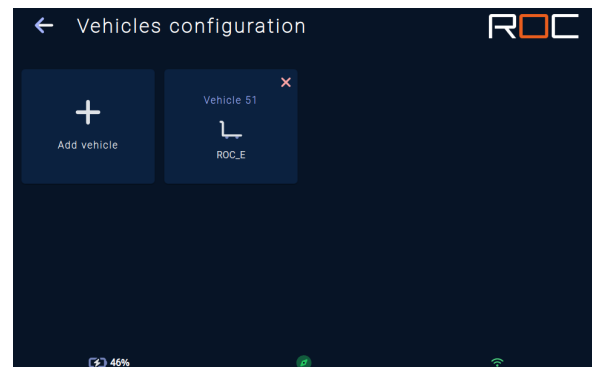 Vehicles configuration
ROC
Add vehicle
Vehicle 51
ROC_E
46%